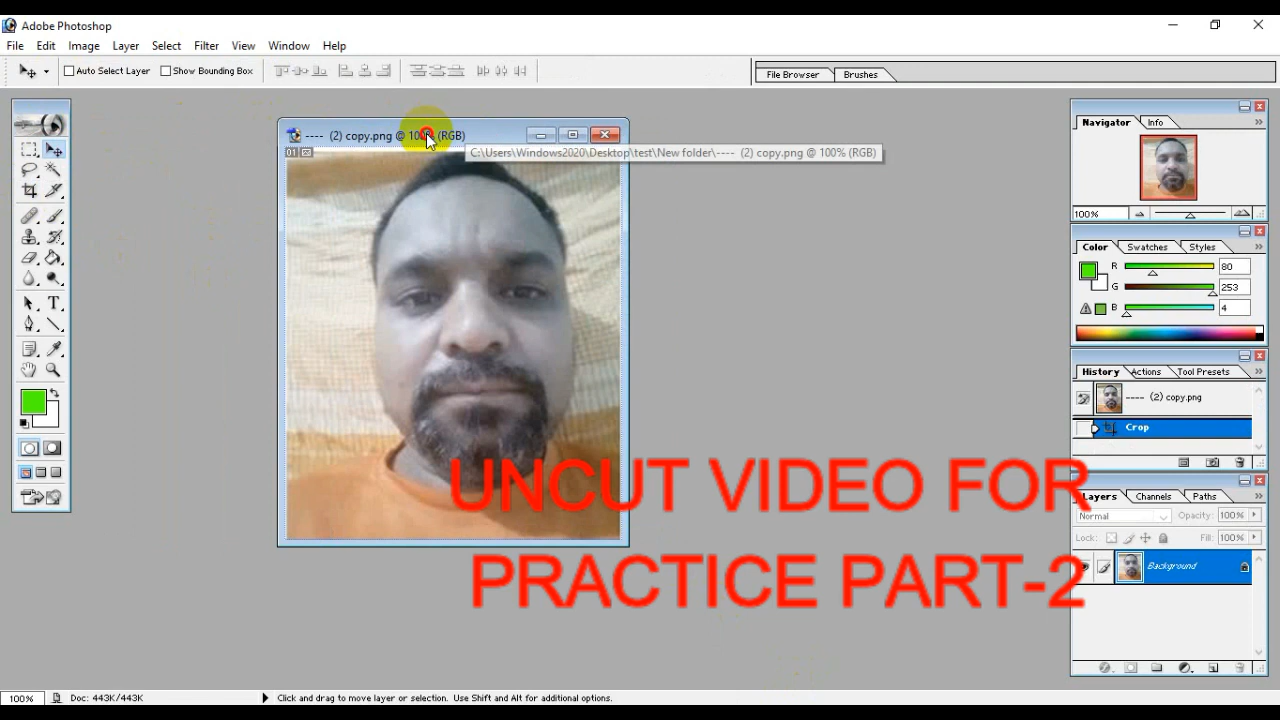 Adobe Photoshop
File Edit Image Layer Select Filter View Window Help
Auto Select Layer Show Bounding Box File Browser Brushes
---- (2) copy.png @ 100% (RGB)
01
C:\Users\Windows2020\Desktop\test\New folder\---- (2) copy.png @ 100% (RGB)
Navigator Info
100%
Color Swatches Styles
R 80
G 253
B 4
History Actions Tool Presets
---- (2) copy.png
Crop
UNCUT VIDEO FOR
PRACTICE PART-2
Layers Channels Paths
Normal Opacity: 100%
Lock: Fill: 100%
Background
100% Doc: 443K/443K Click and drag to move layer or selection. Use Shift and Alt for additional options.